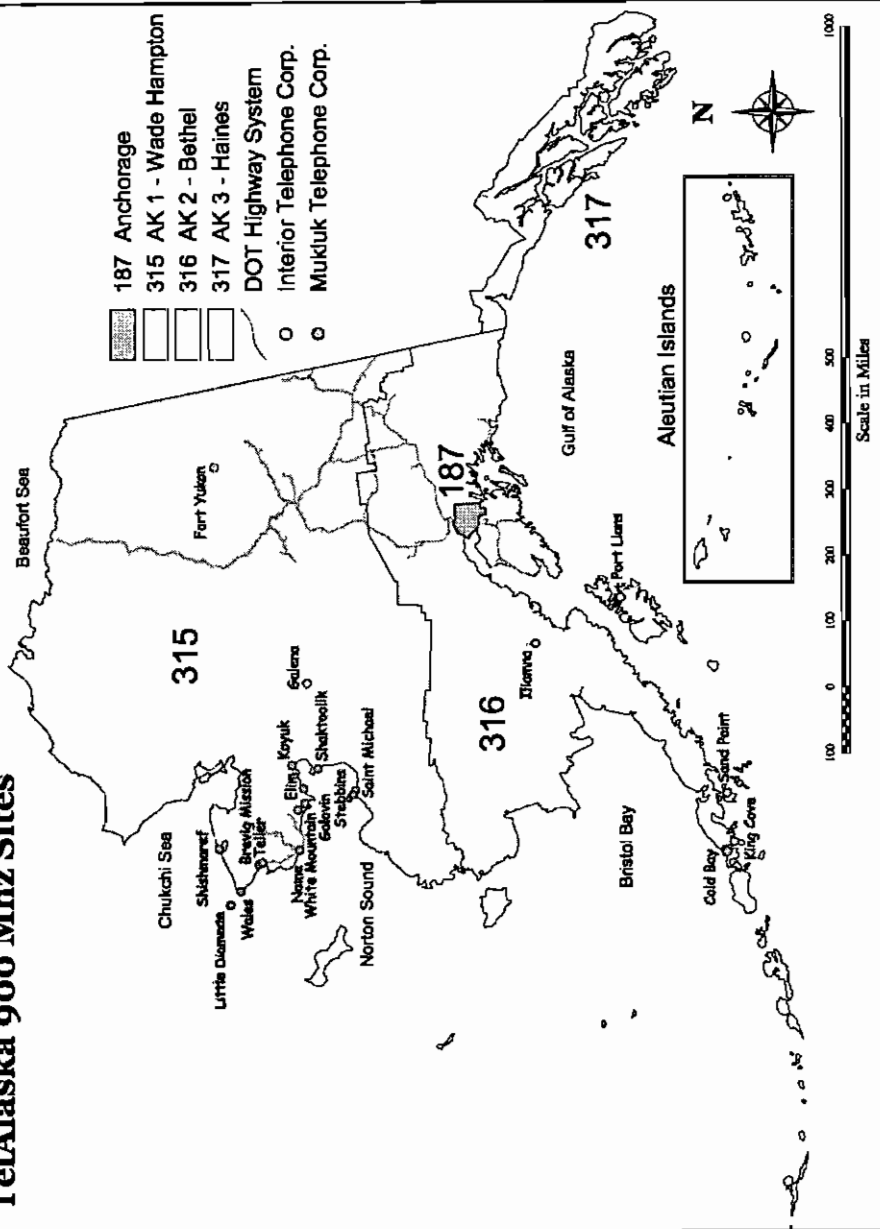 TelAlaska 900 Mhz Sites
Beaufort Sea
Chukchi Sea
187 Anchorage
315 AK 1 - Wade Hampton
316 AK 2 - Bethel
317 AK 3 - Haines
DOT Highway System
Interior Telephone Corp.
Mukluk Telephone Corp.
Fort Yukon
315
Shishmaref
Little Diomede
Wales
Brevig Mission
Teller
Nome
White Mountain
Elim
Golovin
Koyuk
Galena
Shaktoolik
Stebbins
Saint Michael
Norton Sound
316
187
Iliamna
317
Gulf of Alaska
Port Lions
Bristol Bay
Cold Bay
Sand Point
King Cove
Aleutian Islands
N
100 0 100 200 300 400 500 1000
Scale in Miles